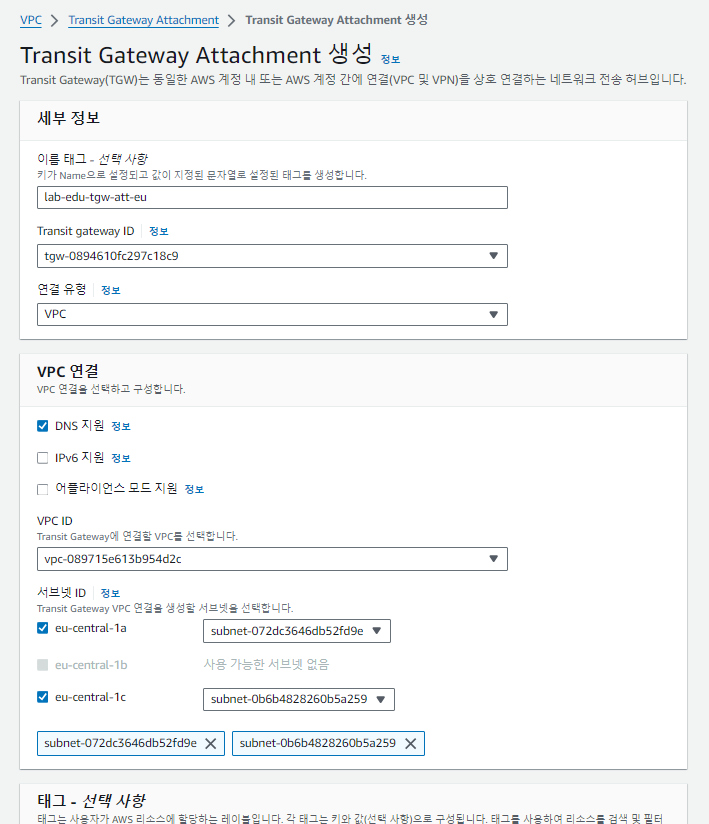 VPC > Transit Gateway Attachment > Transit Gateway Attachment 생성
Transit Gateway Attachment 생성 정보
Transit Gateway(TGW)는 동일한 AWS 계정 내 또는 AWS 계정 간에 연결(VPC 및 VPN)을 상호 연결하는 네트워크 전송 허브입니다.
세부 정보
이름 태그 - 선택 사항
키가 Name으로 설정되고 값이 지정된 문자열로 설정된 태그를 생성합니다.
lab-edu-tgw-att-eu
Transit gateway ID 정보
tgw-0894610fc297c18c9
연결 유형 정보
VPC
VPC 연결
VPC 연결을 선택하고 구성합니다.
DNS 지원 정보
IPv6 지원 정보
어플라이언스 모드 지원 정보
VPC ID
Transit Gateway에 연결할 VPC를 선택합니다.
vpc-089715e613b954d2c
서브넷 ID 정보
Transit Gateway VPC 연결을 생성할 서브넷을 선택합니다.
eu-central-1a subnet-072dc3646db52fd9e
eu-central-1b 사용 가능한 서브넷 없음
eu-central-1c subnet-0b6b4828260b5a259
subnet-072dc3646db52fd9e subnet-0b6b4828260b5a259
태그 - 선택 사항
태그는 사용자가 AWS 리소스에 할당하는 레이블입니다. 각 태그는 키와 값(선택 사항)으로 구성됩니다. 태그를 사용하여 리소스를 검색 및 필터